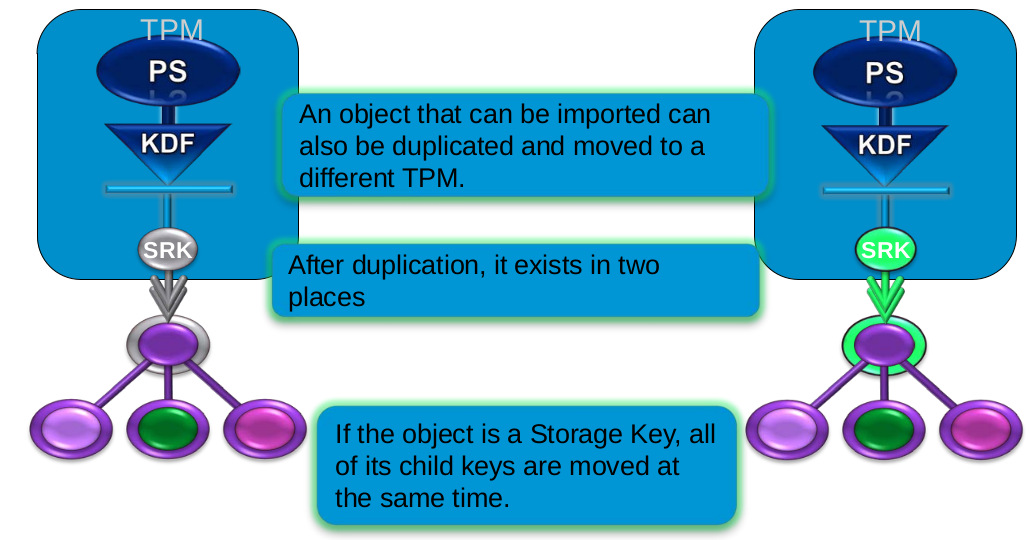 TPM
PS
KDF
SRK
An object that can be imported can
also be duplicated and moved to a
different TPM.
After duplication, it exists in two
places
If the object is a Storage Key, all
of its child keys are moved at
the same time.
TPM
PS
KDF
SRK